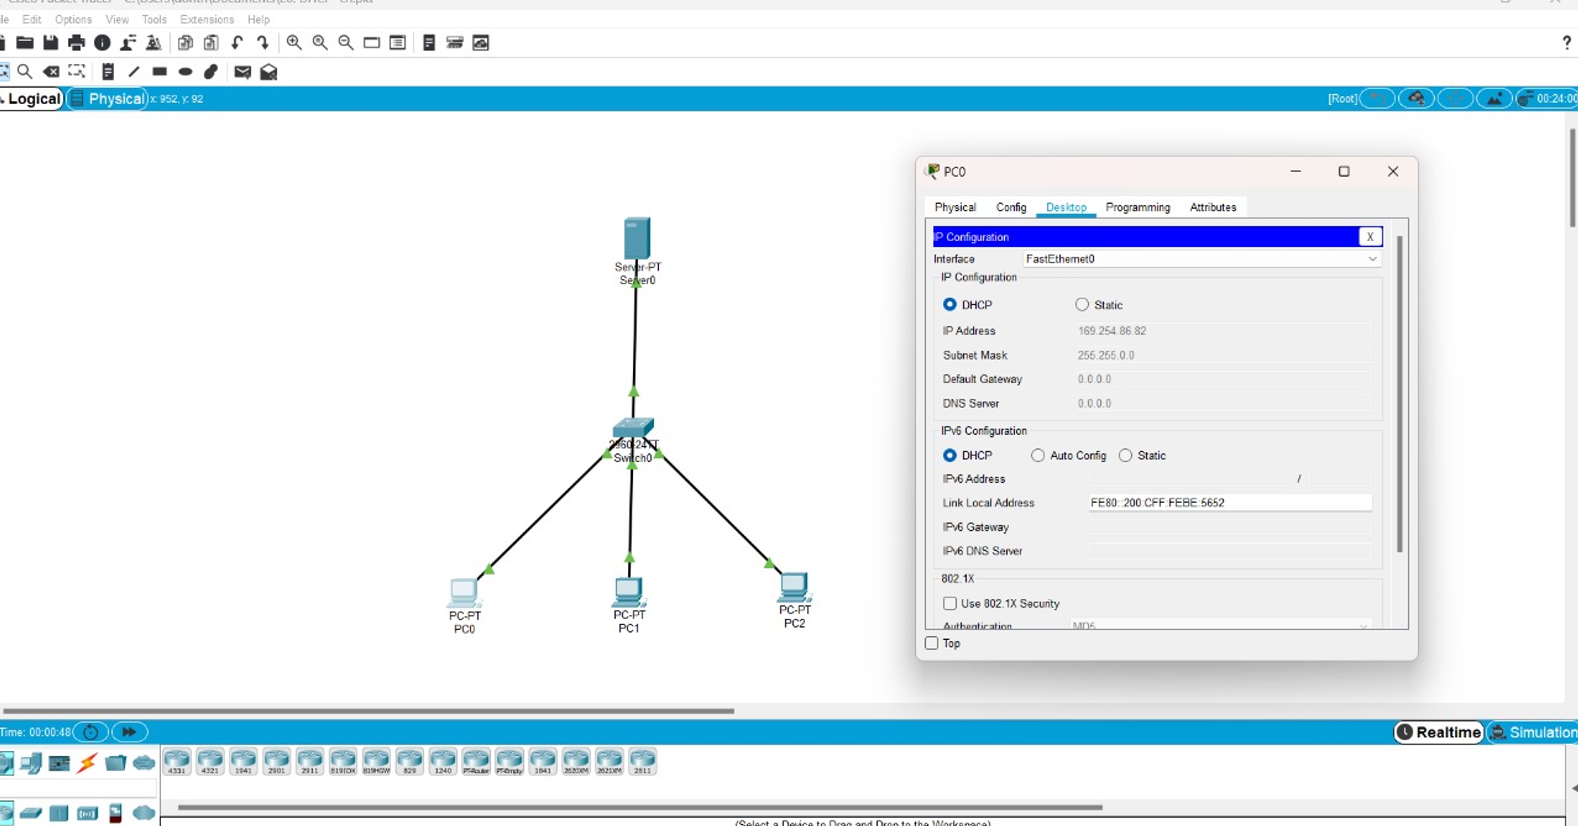 Edit Options View Tools Extensions Help
?
Logical Physical x: 952, y: 92 [Root] 00:24:00
PC0
Physical Config Desktop Programming Attributes
IP Configuration X
Interface FastEthernet0
IP Configuration
DHCP Static
IP Address 169.254.86.82
Subnet Mask 255.255.0.0
Default Gateway 0.0.0.0
DNS Server 0.0.0.0
IPv6 Configuration
DHCP Auto Config Static
IPv6 Address /
Link Local Address FE80::200:CFF:FEBE:5652
IPv6 Gateway
IPv6 DNS Server
802.1X
Use 802.1X Security
Authentication MD5
Top
Server-PT
Server0
2960-24TT
Switch0
PC-PT
PC0
PC-PT
PC1
PC-PT
PC2
Time: 00:00:48 Realtime Simulation
4331 4321 1941 2901 2911 819IOX 819HGW 829 1240 PT-Router PT-Empty 1841 2620XM 2621XM 2811
(Select a Device to Drag and Drop to the Workspace)